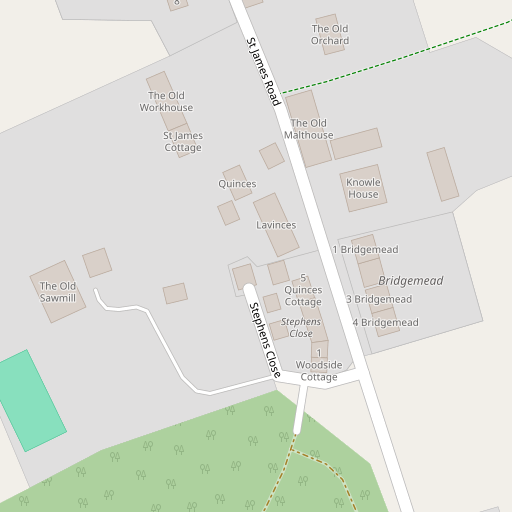 8
The Old
Orchard
St James Road
The Old
Workhouse
The Old
Malthouse
St James
Cottage
Quinces
Knowle
House
Lavinces
1 Bridgemead
Bridgemead
5
Quinces
Cottage
The Old
Sawmill
3 Bridgemead
Stephens
Close
4 Bridgemead
Stephens Close
1
Woodside
Cottage